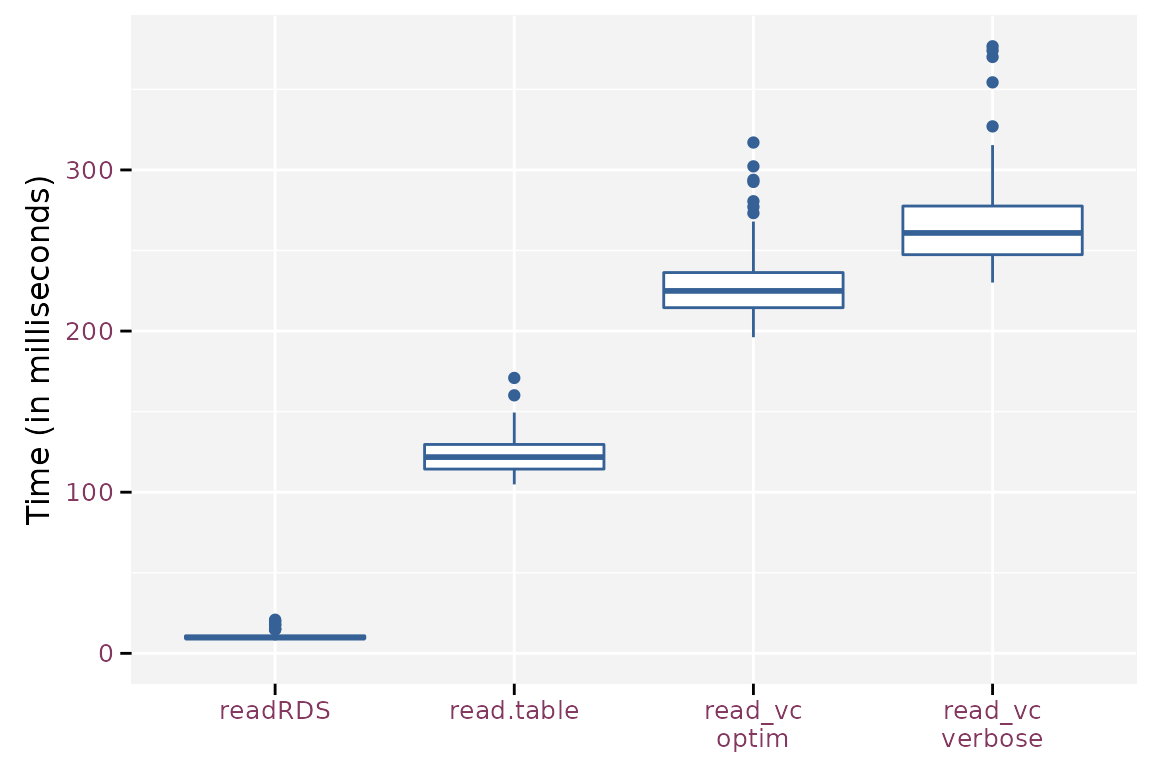 Time (in milliseconds)
300
200
100
0
readRDS
read.table
read_vc
optim
read_vc
verbose